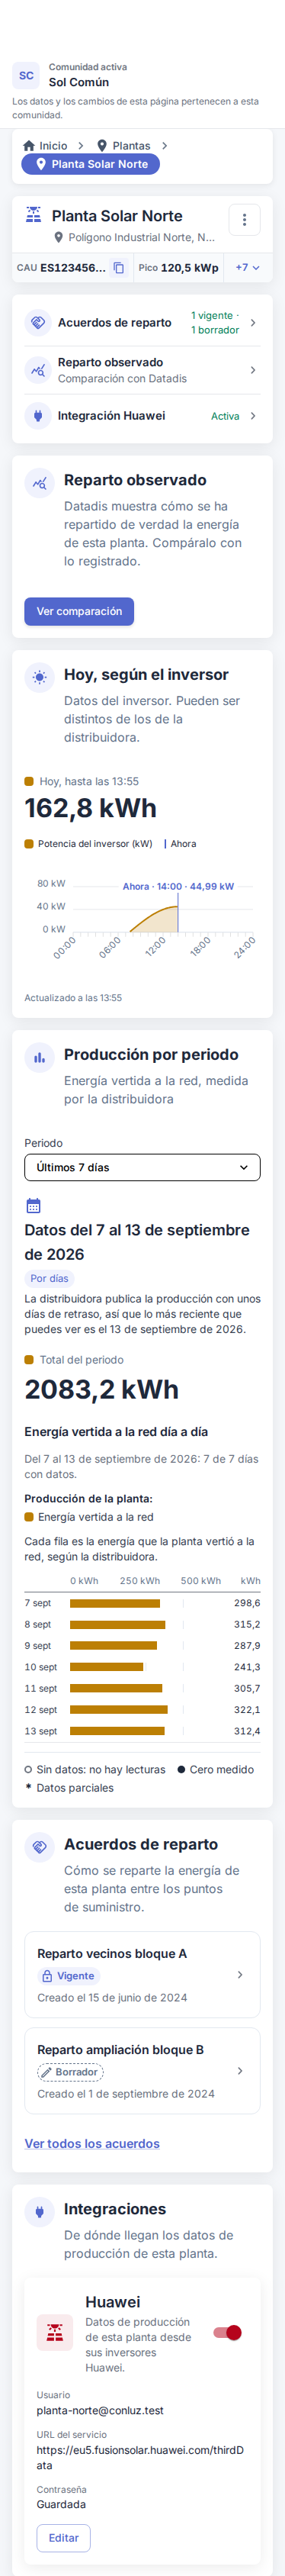 SC
Comunidad activa
Sol Común
Los datos y los cambios de esta página pertenecen a esta
comunidad.
Inicio
Plantas
Planta Solar Norte
Planta Solar Norte
Polígono Industrial Norte, N...
CAU ES123456...
Pico 120,5 kWp
+7
Acuerdos de reparto
1 vigente ·
1 borrador
Reparto observado
Comparación con Datadis
Integración Huawei
Activa
Reparto observado
Datadis muestra cómo se ha
repartido de verdad la energía
de esta planta. Compáralo con
lo registrado.
Ver comparación
Hoy, según el inversor
Datos del inversor. Pueden ser
distintos de los de la
distribuidora.
Hoy, hasta las 13:55
162,8 kWh
Potencia del inversor (kW)
Ahora
Ahora · 14:00 · 44,99 kW
80 kW
40 kW
0 kW
00:00
06:00
12:00
18:00
24:00
Actualizado a las 13:55
Producción por periodo
Energía vertida a la red, medida
por la distribuidora
Periodo
Últimos 7 días
Datos del 7 al 13 de septiembre
de 2026
Por días
La distribuidora publica la producción con unos
días de retraso, así que lo más reciente que
puedes ver es el 13 de septiembre de 2026.
Total del periodo
2083,2 kWh
Energía vertida a la red día a día
Del 7 al 13 de septiembre de 2026: 7 de 7 días
con datos.
Producción de la planta:
Energía vertida a la red
Cada fila es la energía que la planta vertió a la
red, según la distribuidora.
0 kWh
250 kWh
500 kWh
kWh
7 sept
298,6
8 sept
315,2
9 sept
287,9
10 sept
241,3
11 sept
305,7
12 sept
322,1
13 sept
312,4
Sin datos: no hay lecturas
Cero medido
* Datos parciales
Acuerdos de reparto
Cómo se reparte la energía de
esta planta entre los puntos
de suministro.
Reparto vecinos bloque A
Vigente
Creado el 15 de junio de 2024
Reparto ampliación bloque B
Borrador
Creado el 1 de septiembre de 2024
Ver todos los acuerdos
Integraciones
De dónde llegan los datos de
producción de esta planta.
Huawei
Datos de producción
de esta planta desde
sus inversores
Huawei.
Usuario
planta-norte@conluz.test
URL del servicio
https://eu5.fusionsolar.huawei.com/thirdD
ata
Contraseña
Guardada
Editar